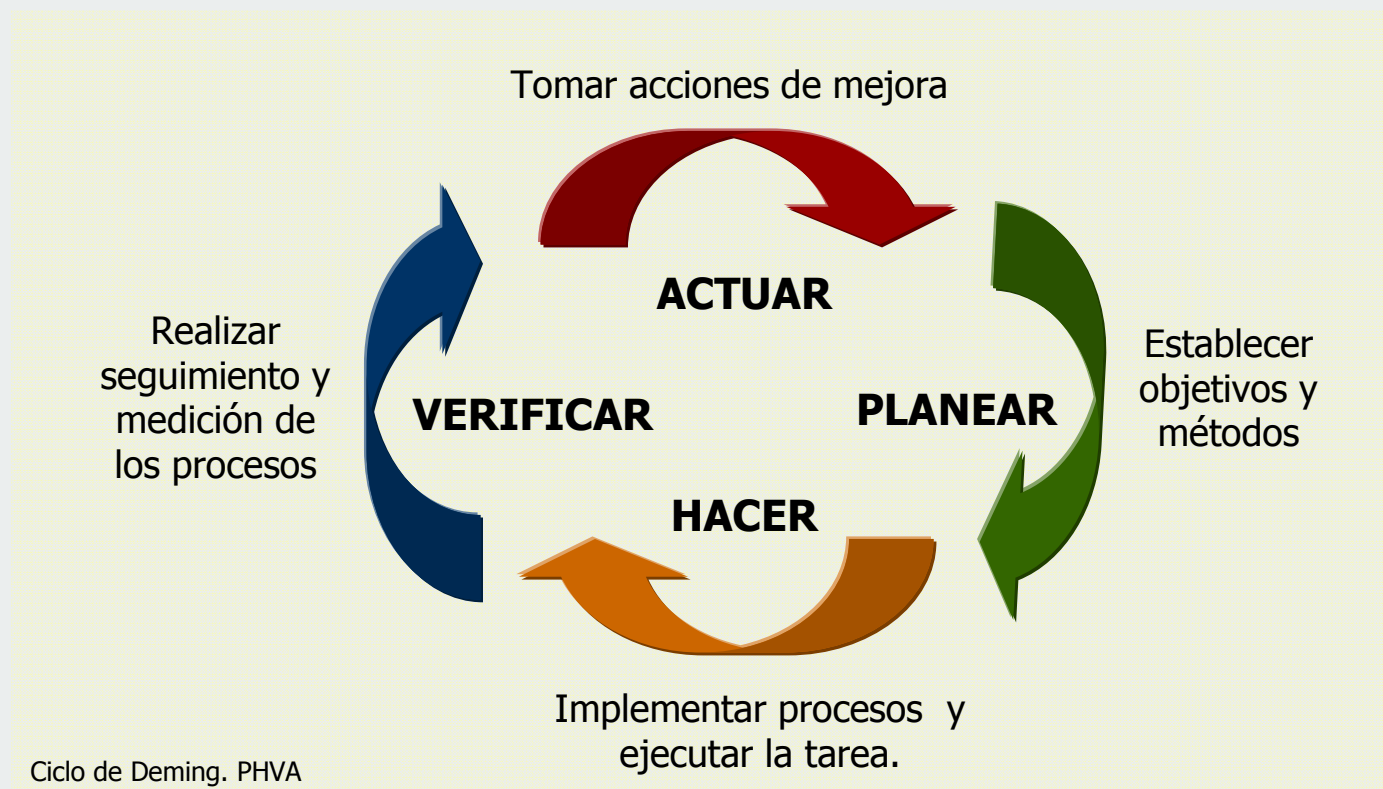 Tomar acciones de mejora
ACTUAR
Realizar
seguimiento y
medición de
los procesos
VERIFICAR
PLANEAR
Establecer
objetivos y
métodos
HACER
Implementar procesos  y
ejecutar la tarea.
Ciclo de Deming. PHVA